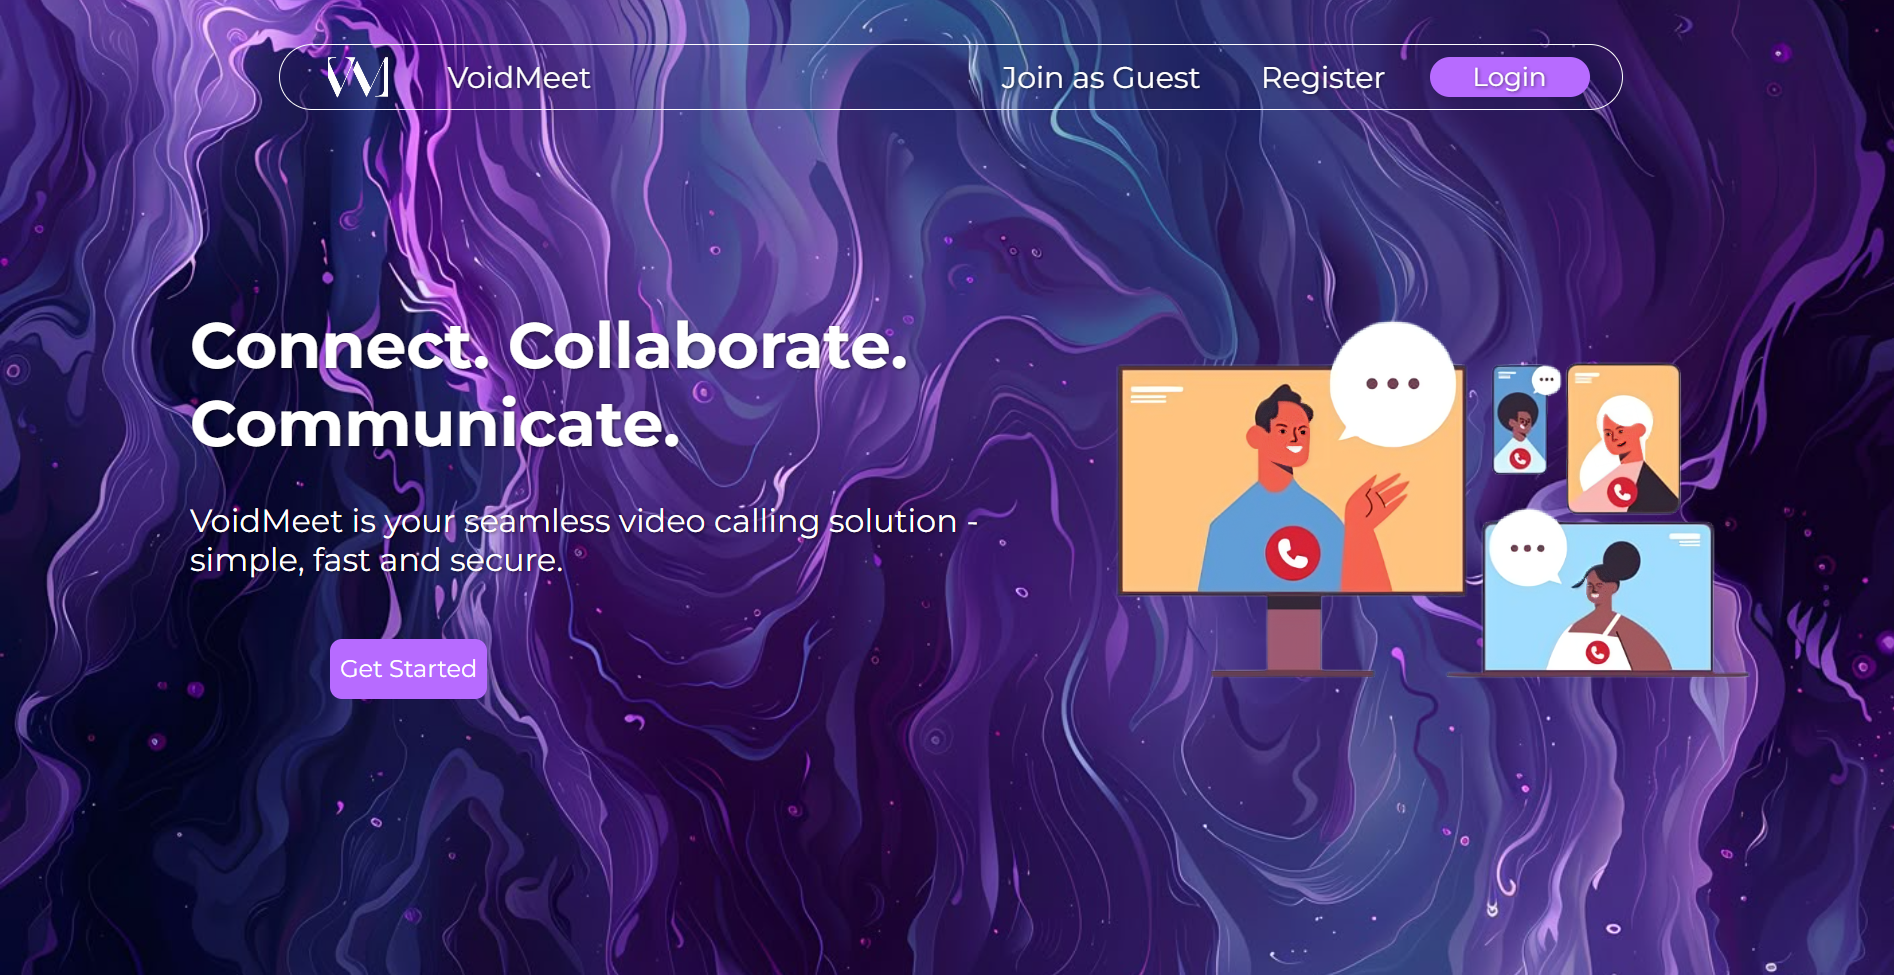 VM VoidMeet Join as Guest Register Login
Connect. Collaborate.
Communicate.
VoidMeet is your seamless video calling solution -
simple, fast and secure.
Get Started